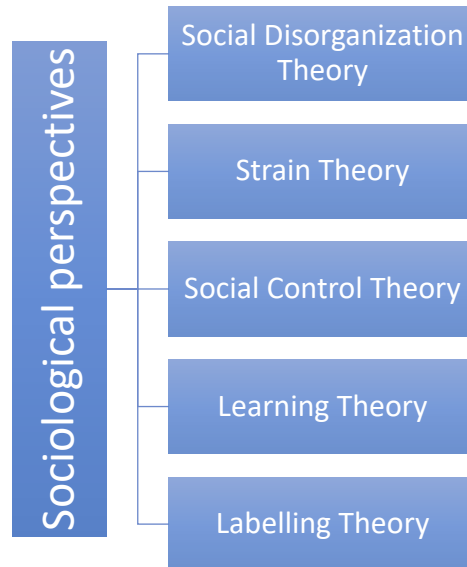 Sociological perspectives
Social Disorganization
Theory
Strain Theory
Social Control Theory
Learning Theory
Labelling Theory